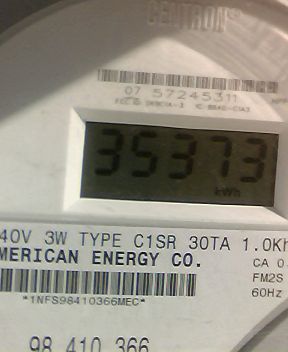 CENTRON®
07 57245311
35373
kWh
40V 3W TYPE C1SR 30TA 1.0Kh
MERICAN ENERGY CO.
CA 0.
FM2S
60Hz
*1NFS98410366MEC*
98 410 366